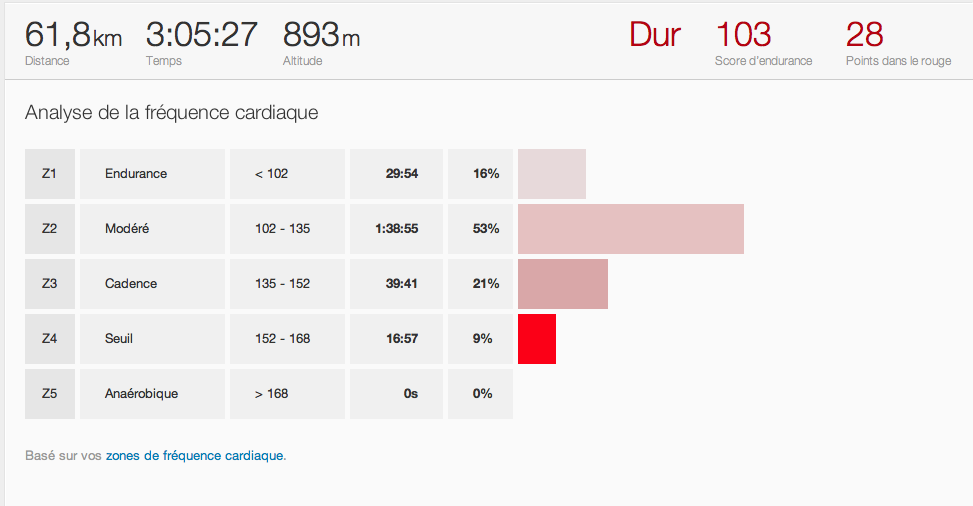 61,8km 3:05:27 893m Dur 103 28
Distance Temps Altitude Score d'endurance Points dans le rouge
Analyse de la fréquence cardiaque
Z1 Endurance < 102 29:54 16%
Z2 Modéré 102 - 135 1:38:55 53%
Z3 Cadence 135 - 152 39:41 21%
Z4 Seuil 152 - 168 16:57 9%
Z5 Anaérobique > 168 0s 0%
Basé sur vos zones de fréquence cardiaque.